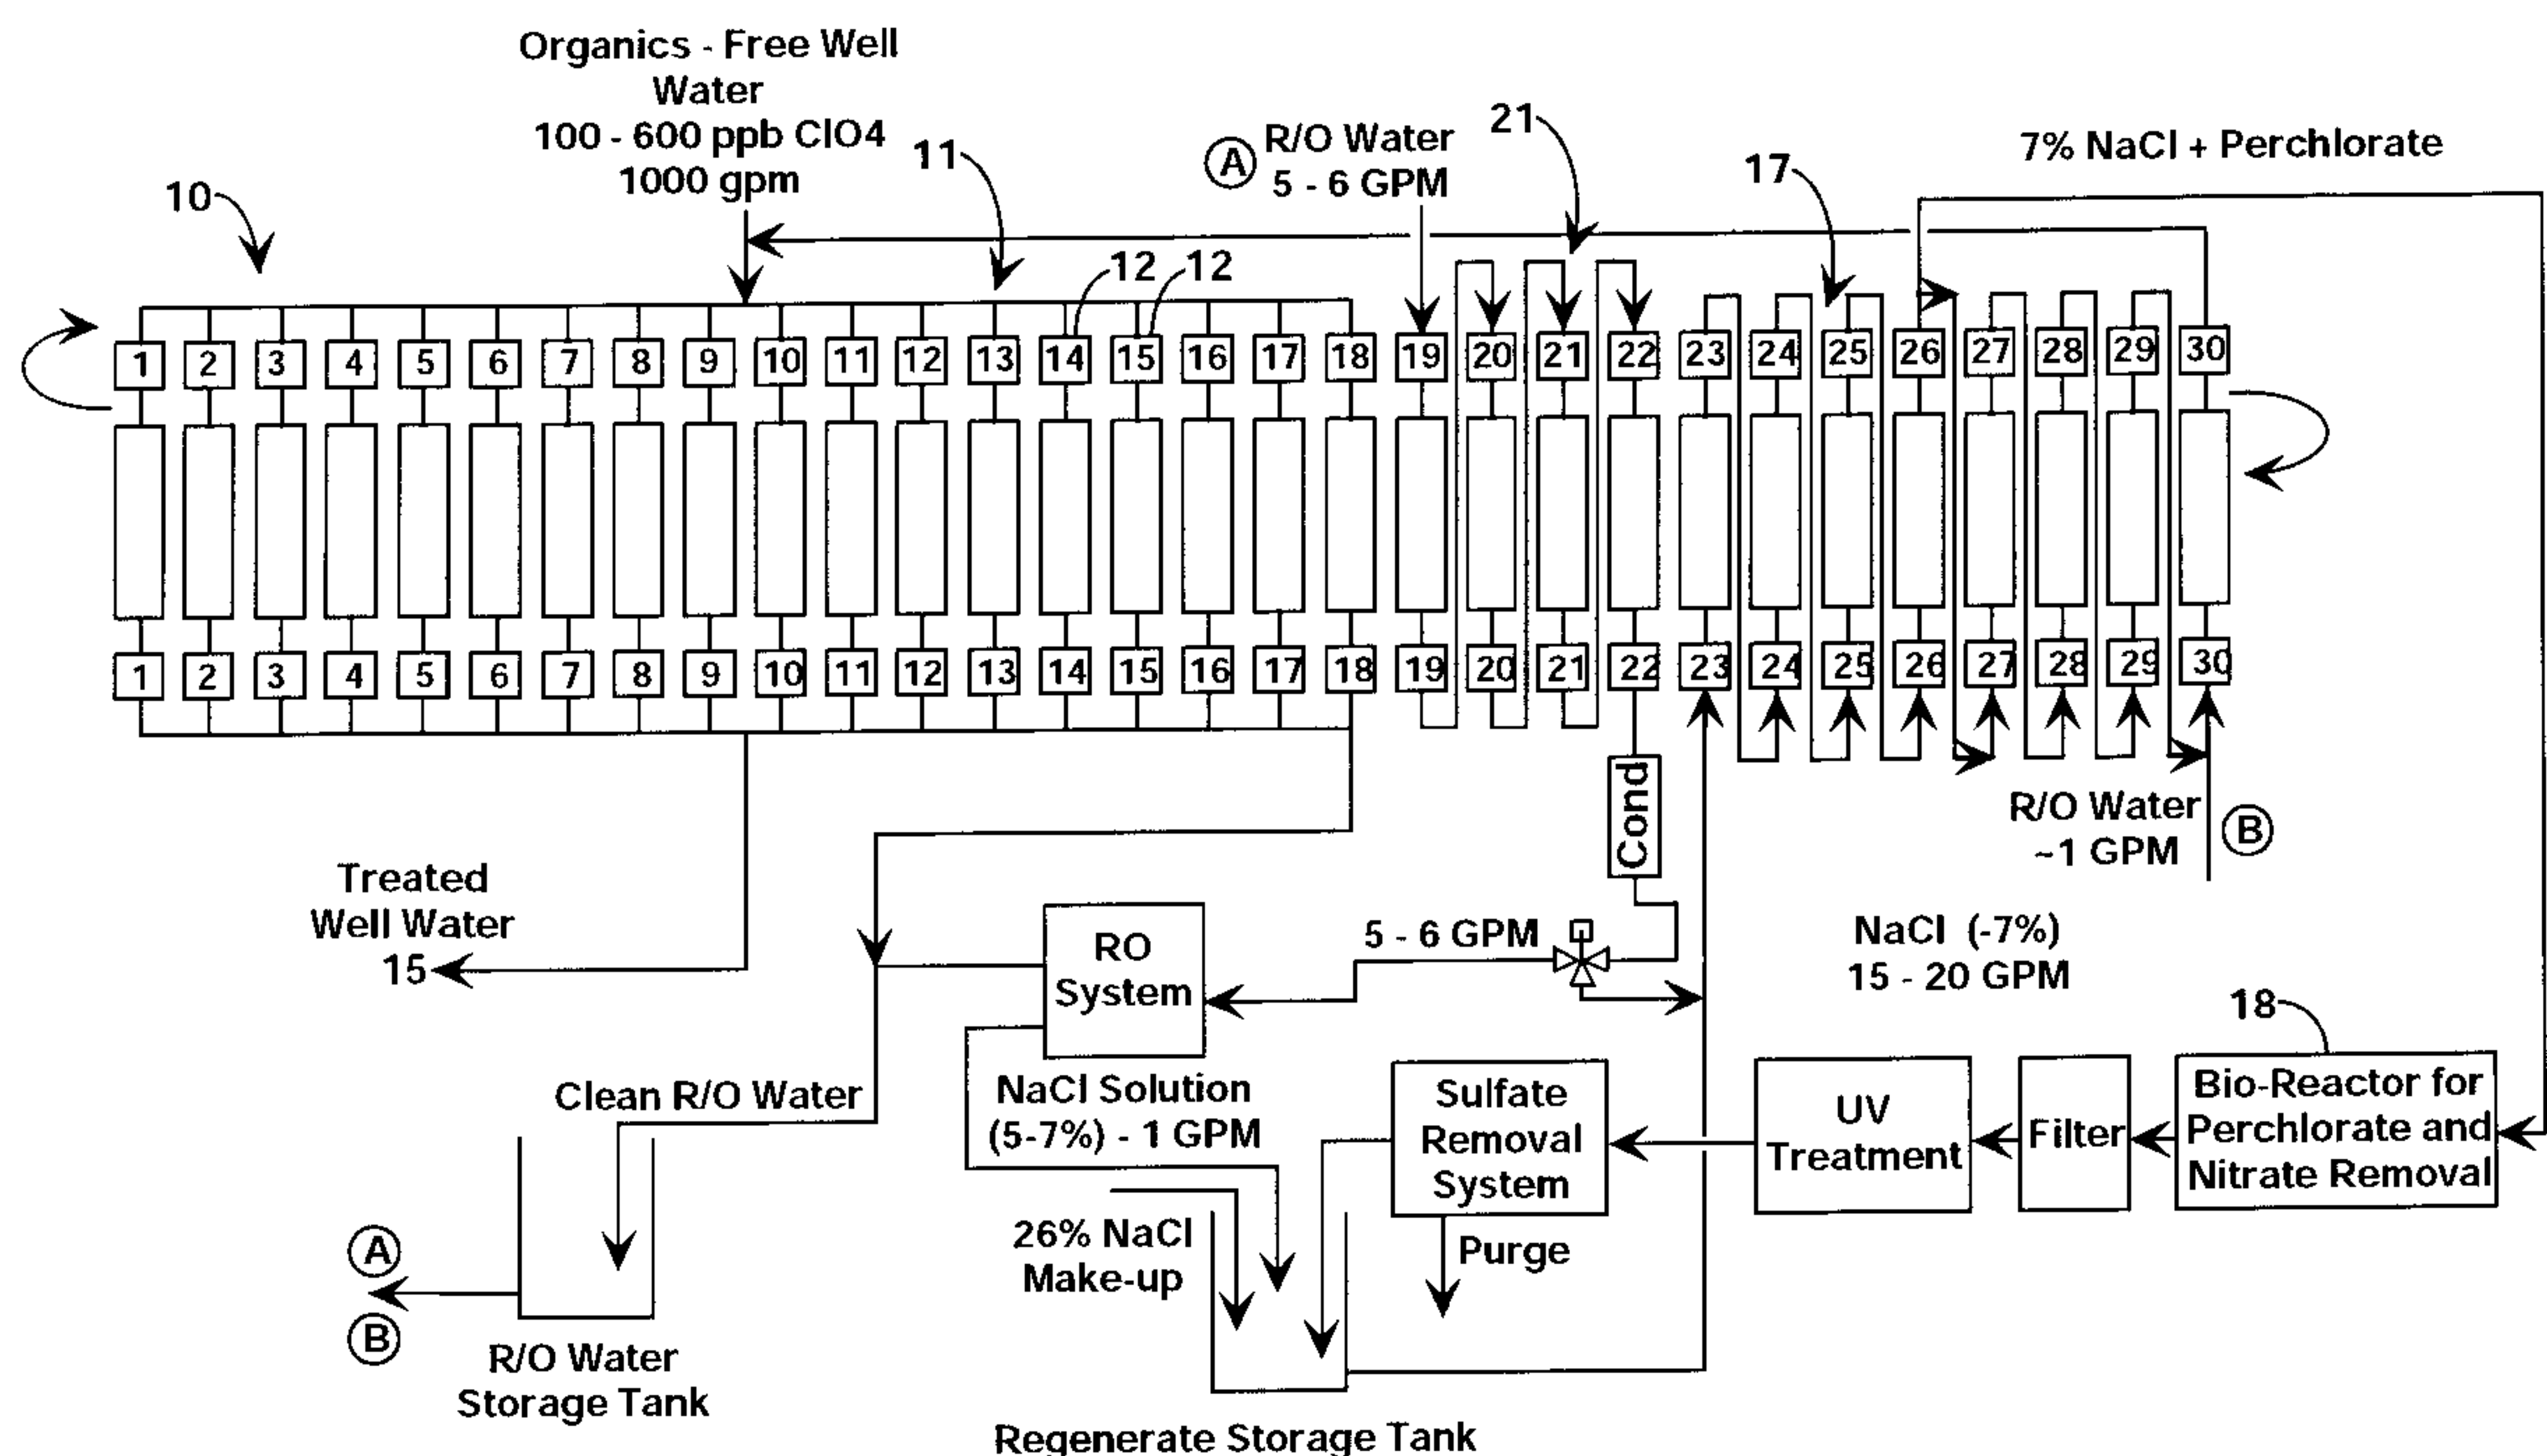 Organics - Free Well
Water
100 - 600 ppb ClO4
1000 gpm
10
11
12
12
A
R/O Water
5 - 6 GPM
21
17
7% NaCl + Perchlorate
1 2 3 4 5 6 7 8 9 10 11 12 13 14 15 16 17 18 19 20 21 22 23 24 25 26 27 28 29 30
1 2 3 4 5 6 7 8 9 10 11 12 13 14 15 16 17 18 19 20 21 22 23 24 25 26 27 28 29 30
Cond
R/O Water
~1 GPM
B
Treated
Well Water
15
RO
System
5 - 6 GPM
NaCl (-7%)
15 - 20 GPM
18
Clean R/O Water
NaCl Solution
(5-7%) - 1 GPM
Sulfate
Removal
System
UV
Treatment
Filter
Bio-Reactor for
Perchlorate and
Nitrate Removal
26% NaCl
Make-up
Purge
A
B
R/O Water
Storage Tank
Regenerate Storage Tank